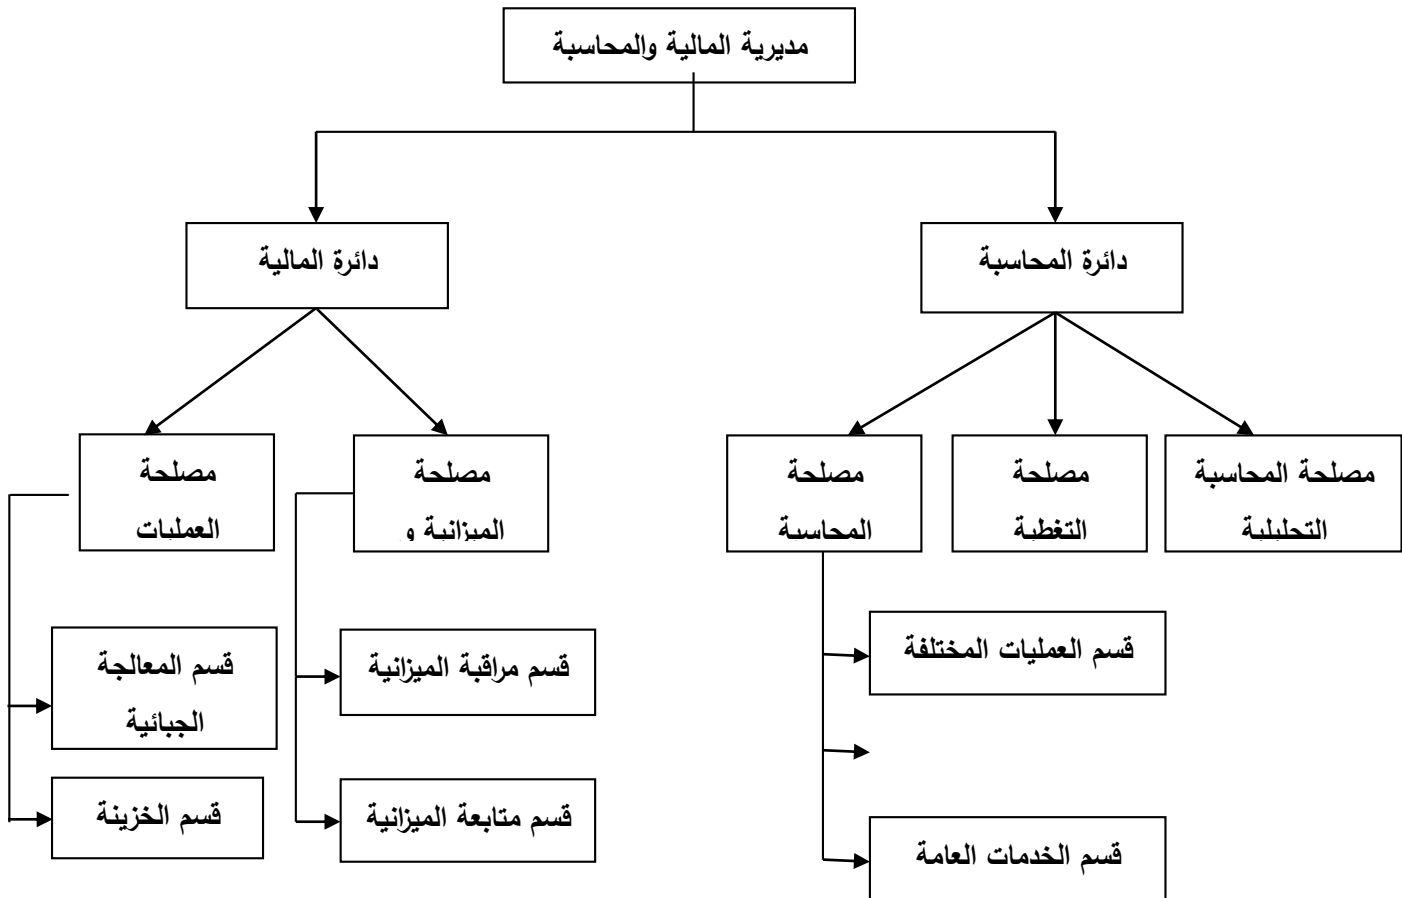 مديرية المالية والمحاسبة
دائرة المحاسبة
دائرة المالية
مصلحة المحاسبة
التحليلية
مصلحة
التغطية
مصلحة
المحاسبة
مصلحة
الميزانية و
مصلحة
العمليات
قسم العمليات المختلفة
قسم الخدمات العامة
قسم مراقبة الميزانية
قسم متابعة الميزانية
قسم المعالجة
الجبائية
قسم الخزينة